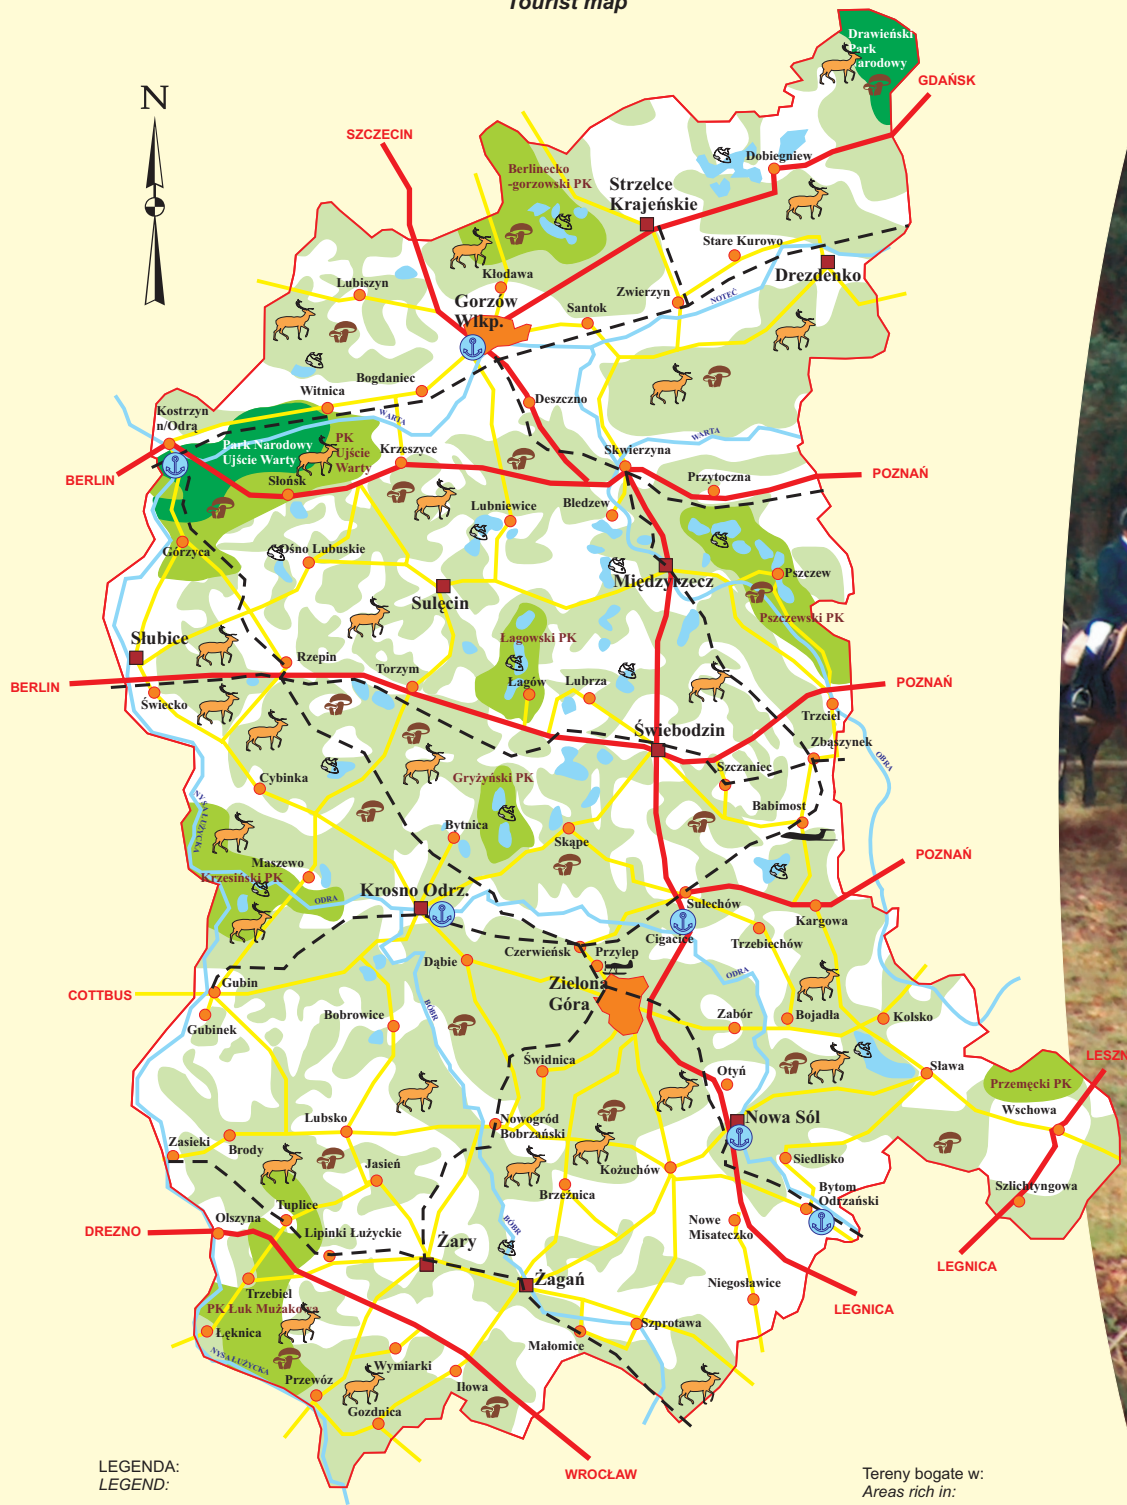 Tourist map
Drawieński
Park
Narodowy
GDAŃSK
N
SZCZECIN
Dobiegniew
Berlinecko
-gorzowski PK
Strzelce
Krajeńskie
Stare Kurowo
Drezdenko
Kłodawa
Lubiszyn
Zwierzyn
NOTEĆ
Gorzów
Wlkp.
Santok
Bogdaniec
Witnica
Deszczno
Kostrzyn
n/Odrą
WARTA
WARTA
Park Narodowy
Ujście Warty
PK
Ujście
Warty
Krzeszyce
Skwierzyna
BERLIN
Słońsk
Przytoczna
POZNAŃ
Lubniewice
Bledzew
Górzyca
Ośno Lubuskie
Międzyrzecz
Pszczew
Sulęcin
Pszczewski PK
Słubice
Łagowski PK
Rzepin
Torzym
Łagów
Lubrza
BERLIN
POZNAŃ
Świecko
Trzciel
Świebodzin
Zbąszynek
OBRA
Cybinka
Gryżyński PK
Szczaniec
NYSA ŁUŻYCKA
Babimost
Bytnica
Skąpe
Maszewo
Krzesiński PK
POZNAŃ
Krosno Odrz.
ODRA
Sulechów
Kargowa
Cigacice
Trzebiechów
Czerwieńsk
Przylep
Dąbie
ODRA
Gubin
COTTBUS
Zielona
Góra
BÓBR
Gubinek
Bobrowice
Zabór
Bojadła
Kolsko
Świdnica
Otyń
Sława
LESZN
Przemęcki PK
Wschowa
Lubsko
Nowogród
Bobrzański
Nowa Sól
Zasieki
Brody
Jasień
Kożuchów
Siedlisko
Brzeźnica
Bytom
Odrzański
Szlichtyngowa
Tuplice
Olszyna
DREZNO
Lipinki Łużyckie
BÓBR
Nowe
Misateczko
Żary
Żagań
LEGNICA
Trzebiel
Niegosławice
LEGNICA
PK Łuk Mużakowa
Łęknica
Szprotawa
Małomice
NYSA ŁUŻYCKA
Wymiarki
Przewóz
Iłowa
Gozdnica
WROCŁAW
LEGENDA:
LEGEND:
Tereny bogate w:
Areas rich in: